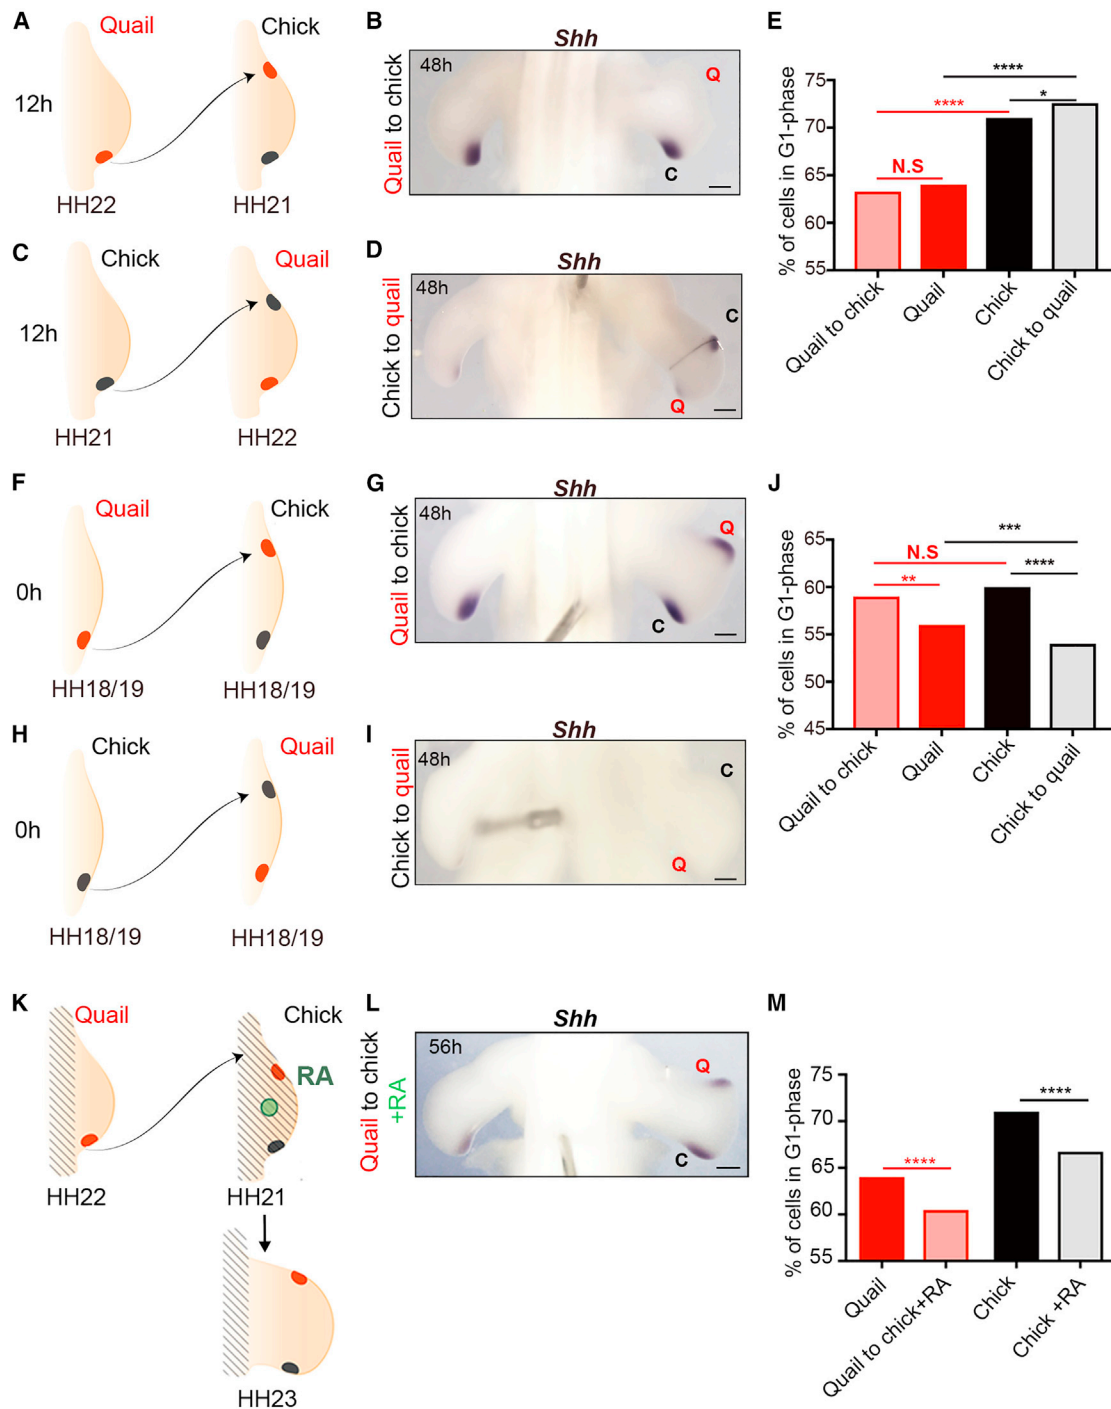 A
Quail
Chick
12h
HH22
HH21
B
Shh
48h
Quail to chick
Q
C
C
Chick
Quail
12h
HH21
HH22
D
Shh
48h
Chick to quail
C
Q
E
% of cells in G1-phase
75
70
65
60
55
****
*
****
N.S
Quail to chick
Quail
Chick
Chick to quail
F
Quail
Chick
0h
HH18/19
HH18/19
G
Shh
48h
Quail to chick
Q
C
H
Chick
Quail
0h
HH18/19
HH18/19
I
Shh
48h
Chick to quail
C
Q
J
% of cells in G1-phase
65
60
55
50
45
***
N.S
****
**
Quail to chick
Quail
Chick
Chick to quail
K
Quail
Chick
RA
HH22
HH21
HH23
L
Shh
56h
Quail to chick
+RA
Q
C
M
% of cells in G1-phase
75
70
65
60
55
****
****
Quail
Quail to chick+RA
Chick
Chick +RA